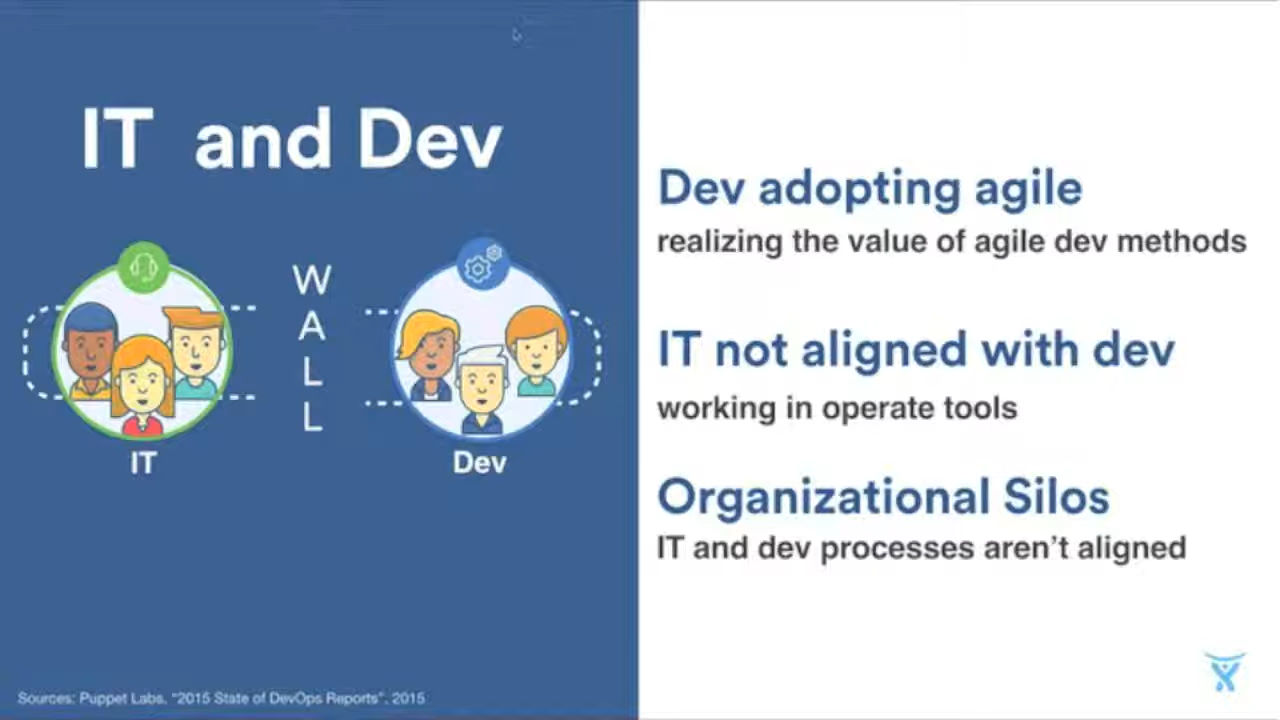 IT and Dev
W
A
L
L
IT
Dev
Sources: Puppet Labs, "2015 State of DevOps Reports", 2015
Dev adopting agile
realizing the value of agile dev methods
IT not aligned with dev
working in operate tools
Organizational Silos
IT and dev processes aren't aligned